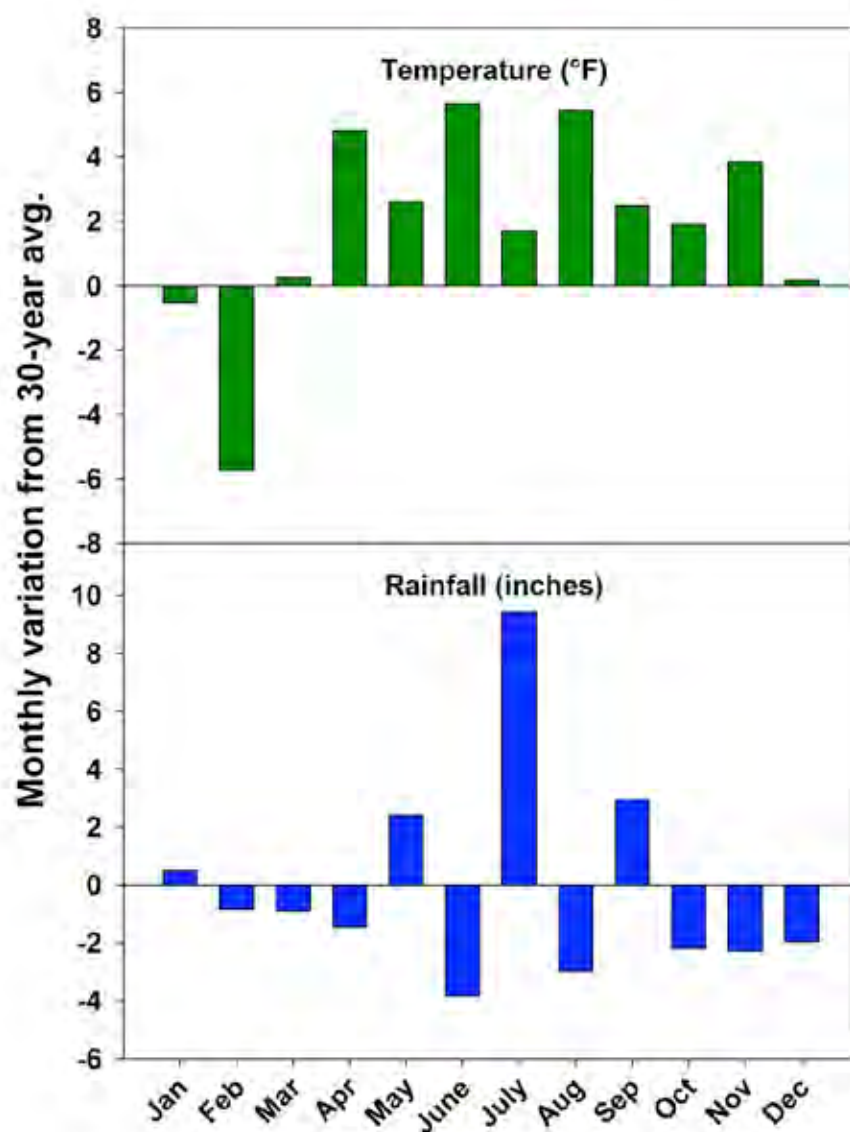 Monthly variation from 30-year avg.
Temperature (°F)
8
6
4
2
0
-2
-4
-6
-8
Rainfall (inches)
10
8
6
4
2
0
-2
-4
-6
Jan
Feb
Mar
Apr
May
June
July
Aug
Sep
Oct
Nov
Dec